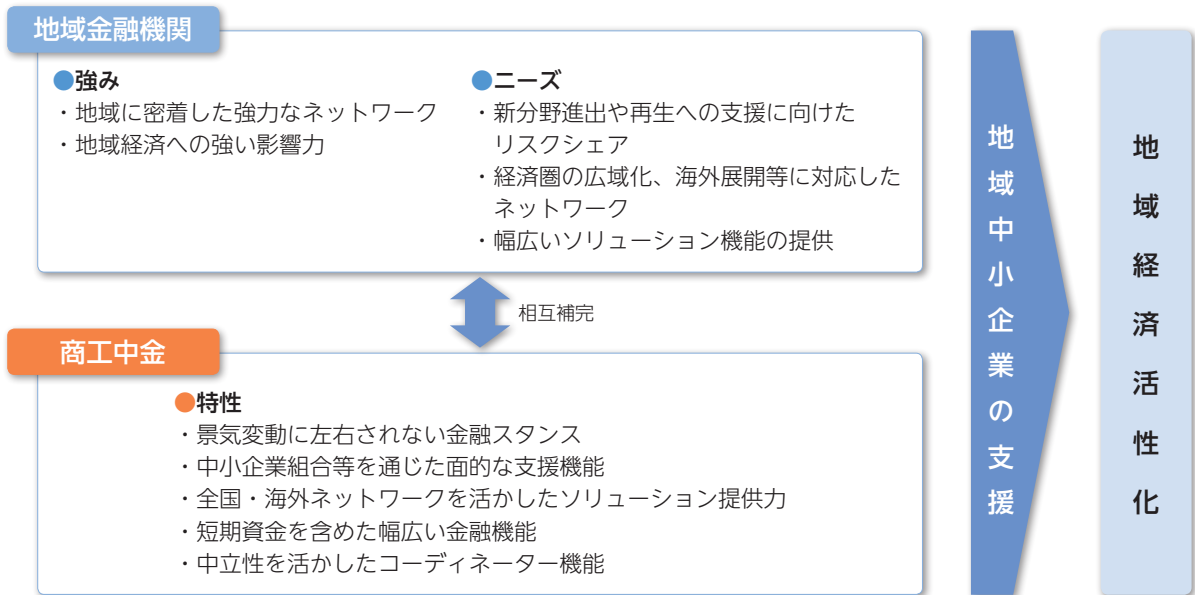 地域金融機関
●強み
・地域に密着した強力なネットワーク
・地域経済への強い影響力
●ニーズ
・新分野進出や再生への支援に向けた
リスクシェア
・経済圏の広域化、海外展開等に対応した
ネットワーク
・幅広いソリューション機能の提供
相互補完
商工中金
●特性
・景気変動に左右されない金融スタンス
・中小企業組合等を通じた面的な支援機能
・全国・海外ネットワークを活かしたソリューション提供力
・短期資金を含めた幅広い金融機能
・中立性を活かしたコーディネーター機能
地域中小企業の支援
地域経済活性化